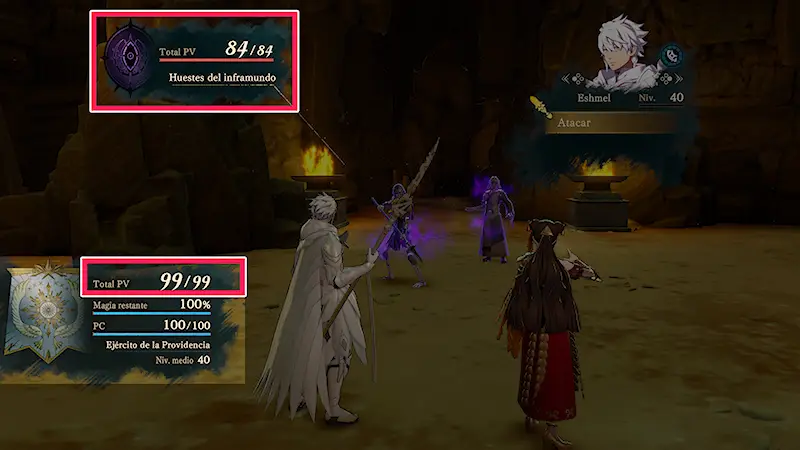 Total PV 84/84
Huestes del inframundo
Eshmel Niv. 40
Atacar
Total PV 99/99
Magia restante 100%
PC 100/100
Ejército de la Providencia
Niv. medio 40